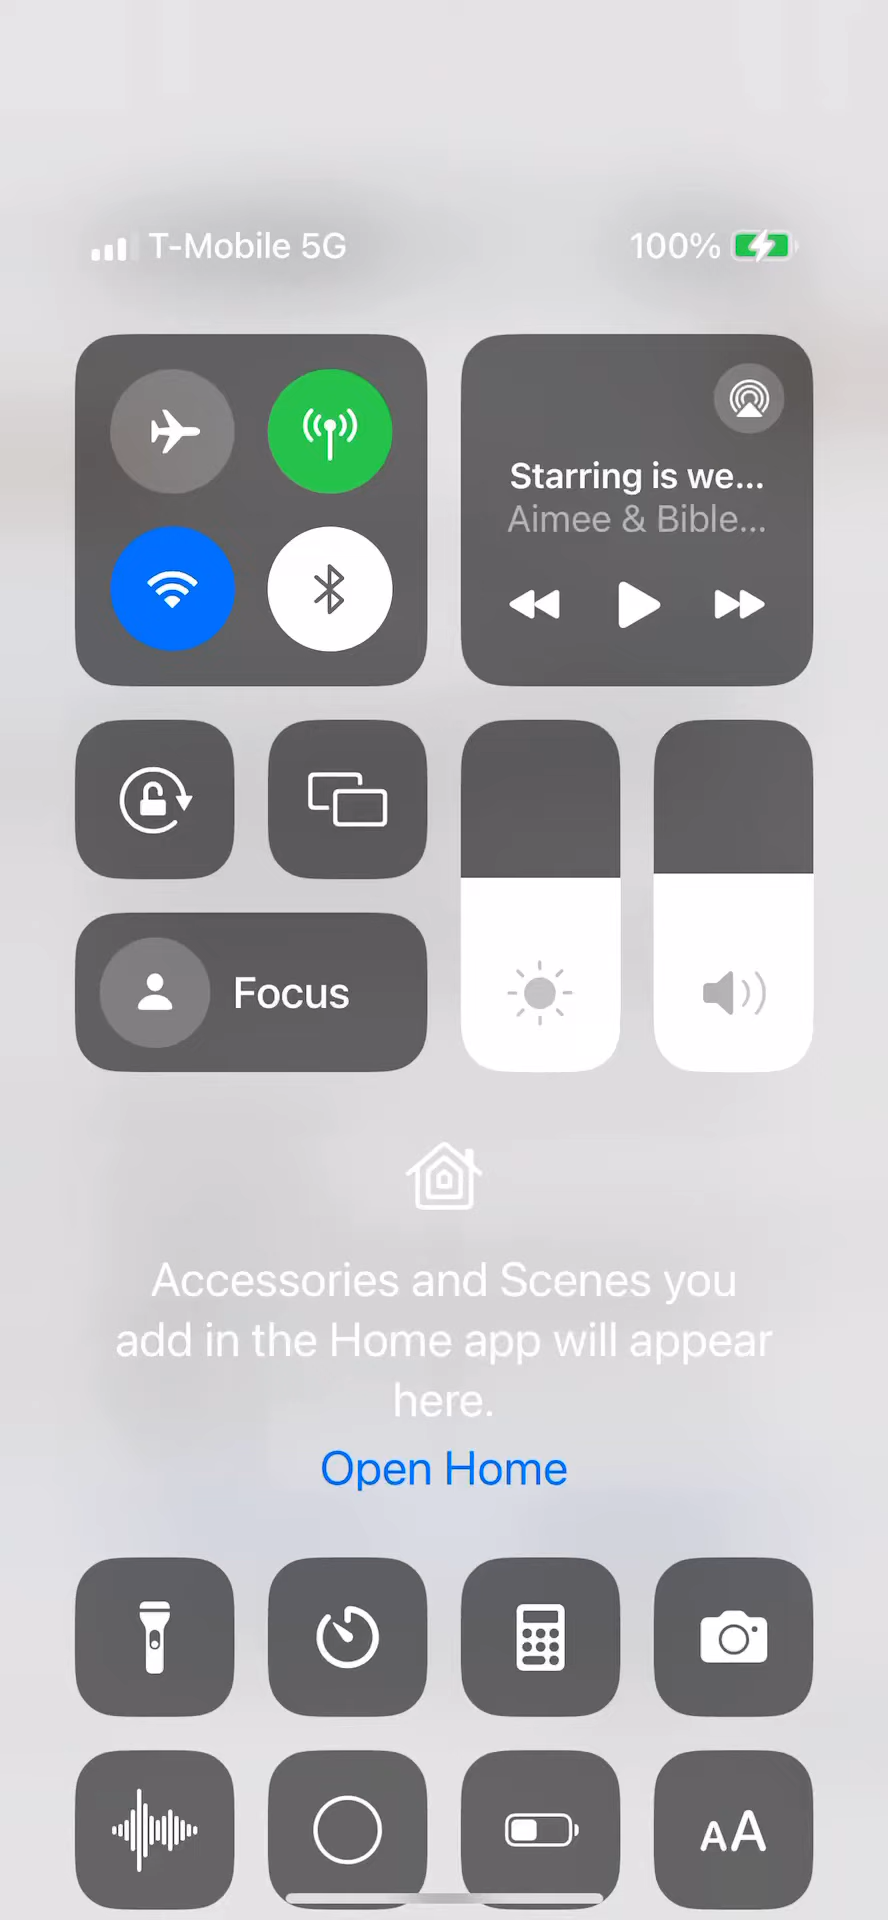 T-Mobile 5G
100%
Starring is we...
Aimee & Bible...
Focus
Accessories and Scenes you
add in the Home app will appear
here.
Open Home
AA